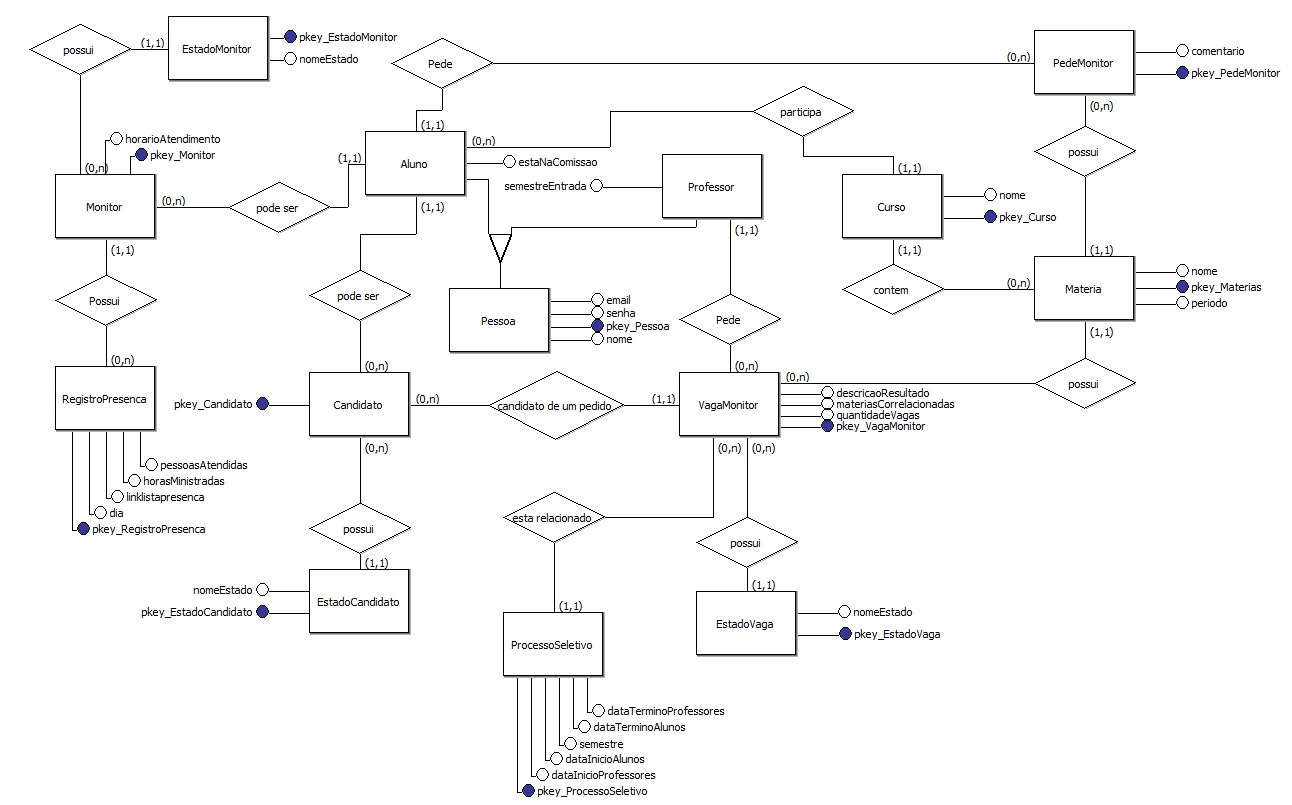 possui
(1,1)
EstadoMonitor
pkey_EstadoMonitor
nomeEstado
Pede
(0,n)
PedeMonitor
comentario
pkey_PedeMonitor
(0,n)
participa
possui
(1,1)
horarioAtendimento
pkey_Monitor
(0,n)
Monitor
(0,n)
pode ser
(1,1)
(1,1)
Aluno
(0,n)
estaNaComissao
semestreEntrada
Professor
(1,1)
(1,1)
Curso
nome
pkey_Curso
(1,1)
(1,1)
Possui
(0,n)
RegistroPresenca
pessoasAtendidas
horasMinistradas
linklistapresenca
dia
pkey_RegistroPresenca
(1,1)
pode ser
(0,n)
Pessoa
email
senha
pkey_Pessoa
nome
Pede
(0,n)
contem
(0,n)
Materia
nome
pkey_Materias
periodo
(1,1)
possui
pkey_Candidato
Candidato
(0,n)
candidato de um pedido
(1,1)
VagaMonitor
(0,n)
descricaoResultado
materiasCorrelacionadas
quantidadeVagas
pkey_VagaMonitor
(0,n)
(0,n)
(0,n)
possui
(1,1)
nomeEstado
pkey_EstadoCandidato
EstadoCandidato
esta relacionado
(1,1)
ProcessoSeletivo
dataTerminoProfessores
dataTerminoAlunos
semestre
dataInicioAlunos
dataInicioProfessores
pkey_ProcessoSeletivo
possui
(1,1)
EstadoVaga
nomeEstado
pkey_EstadoVaga